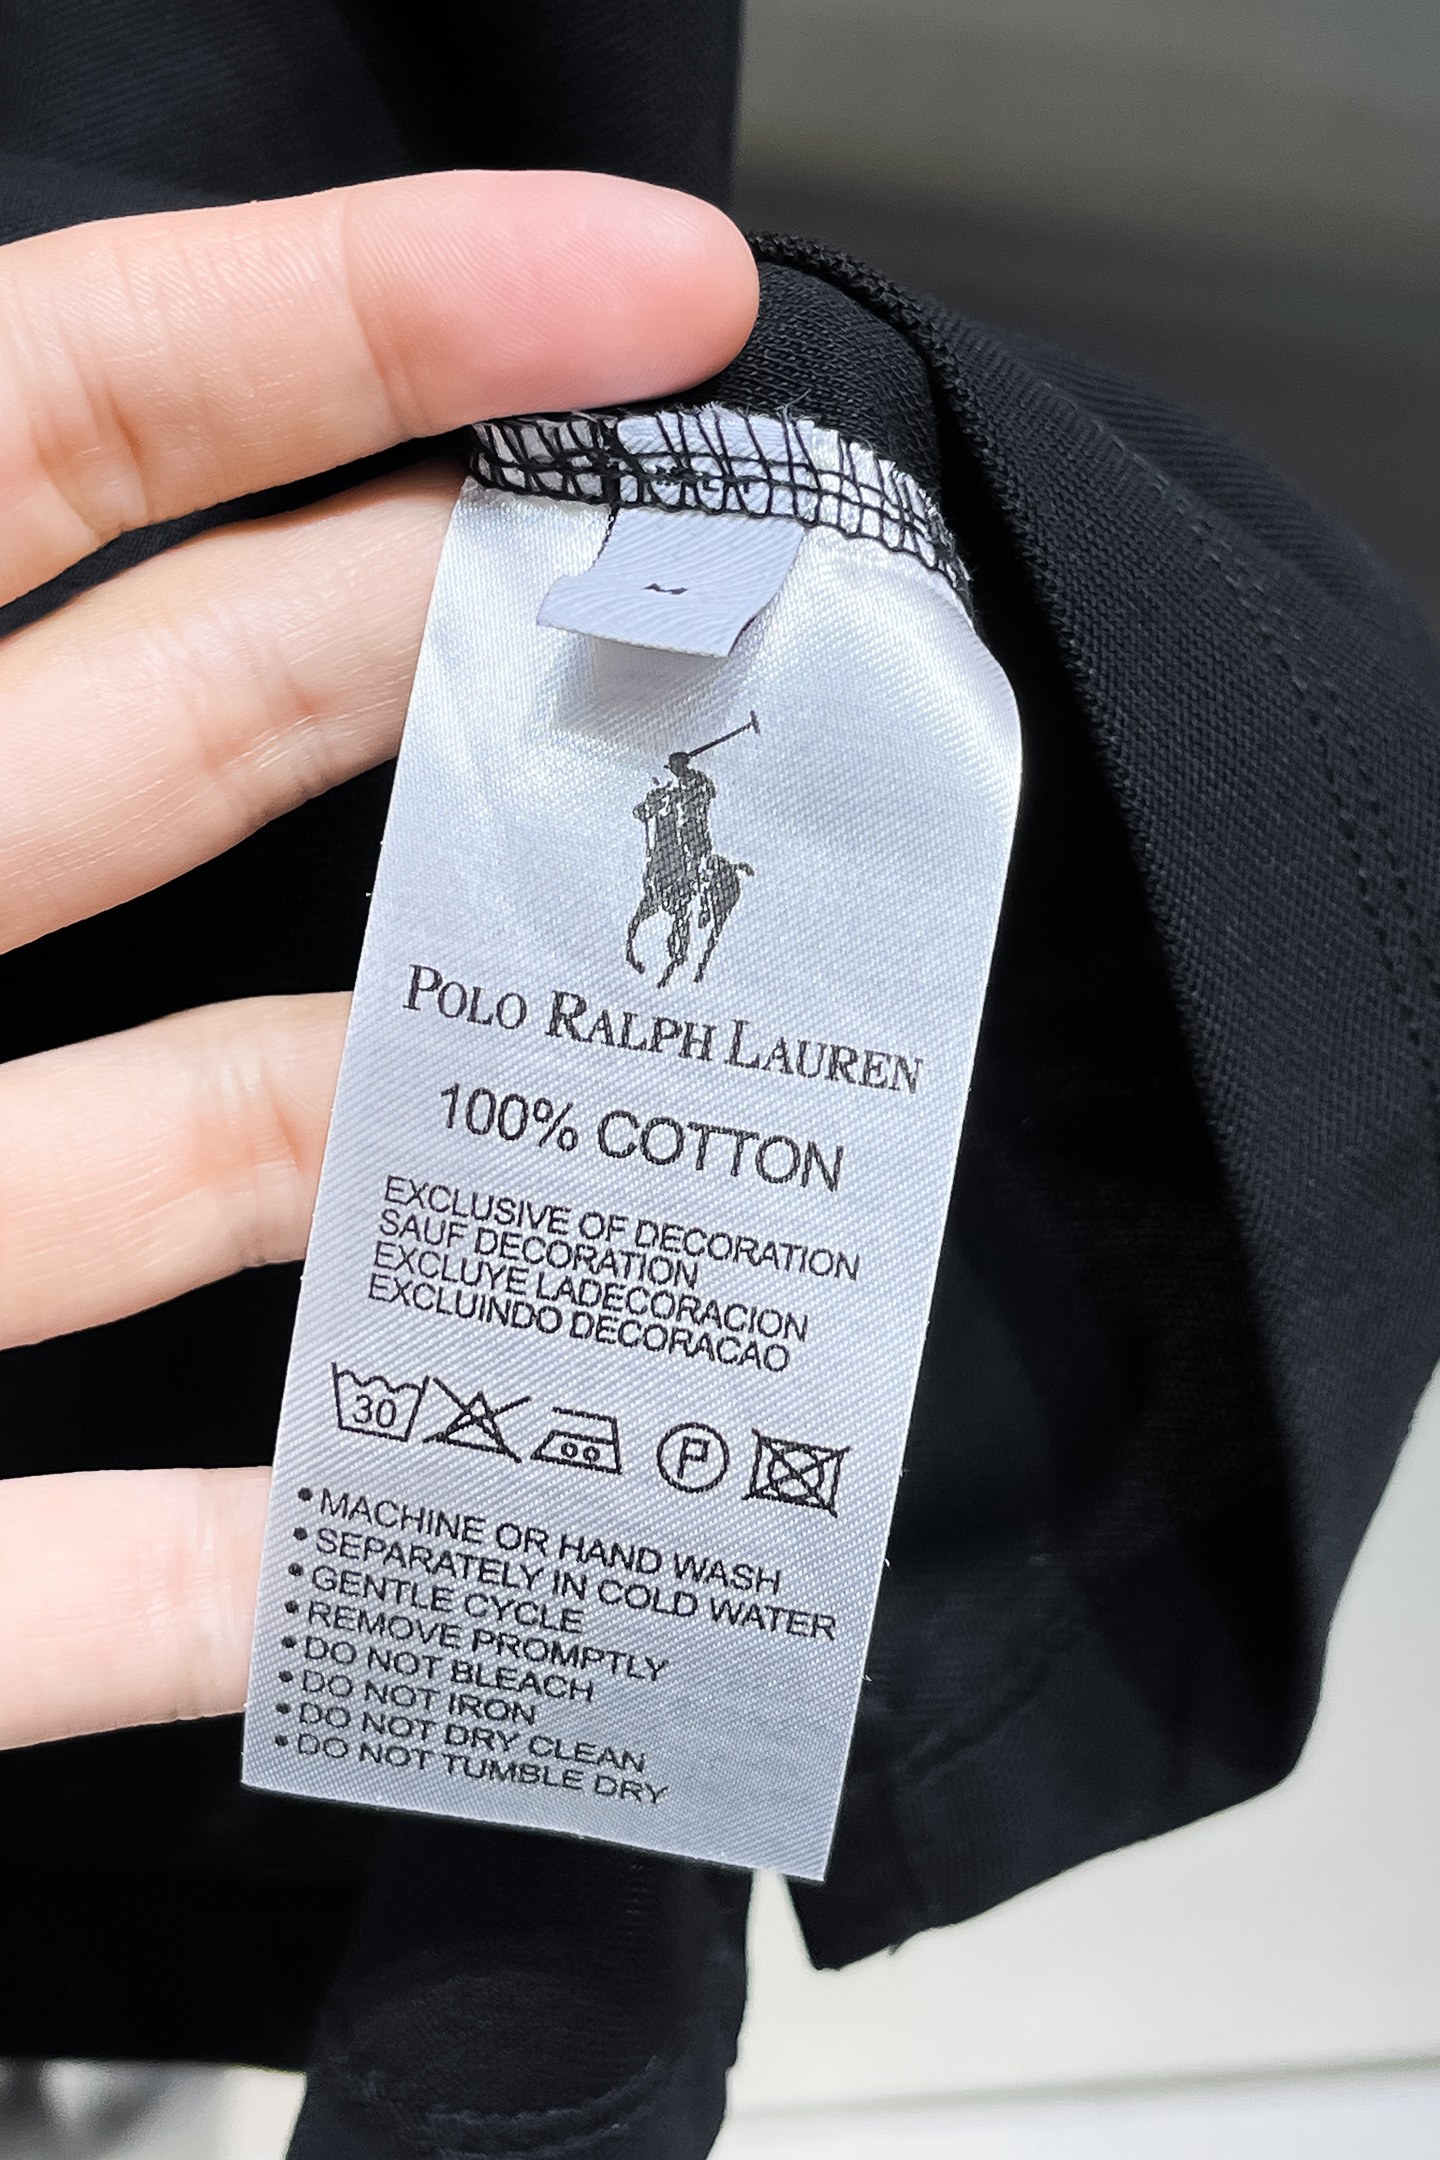 POLO RALPH LAUREN
100% COTTON
EXCLUSIVE OF DECORATION
SAUF DECORATION
EXCLUYE LADECORACION
EXCLUINDO DECORACAO
30 P
•MACHINE OR HAND WASH
•SEPARATELY IN COLD WATER
•GENTLE CYCLE
•REMOVE PROMPTLY
•DO NOT BLEACH
•DO NOT IRON
•DO NOT DRY CLEAN
•DO NOT TUMBLE DRY